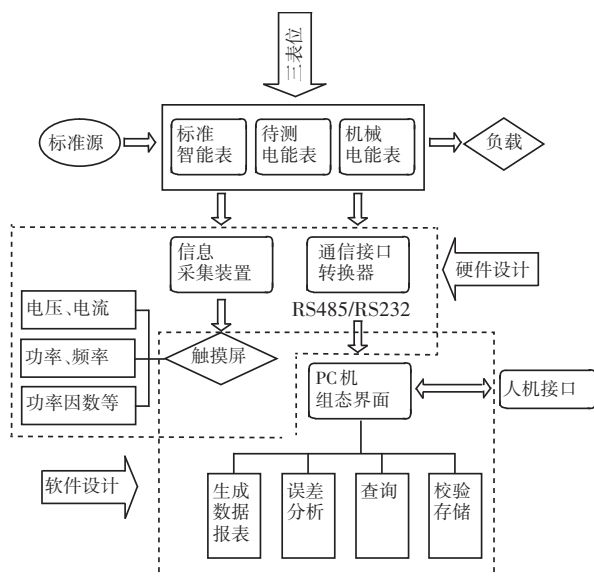 三表位
标准源
标准
智能表
待测
电能表
机械
电能表
负载
信息
采集装置
通信接口
转换器
硬件设计
RS485/RS232
电压、电流
功率、频率
功率因数等
触摸屏
PC机
组态界面
人机接口
软件设计
生成
数据
报表
误差
分析
查询
校验
存储